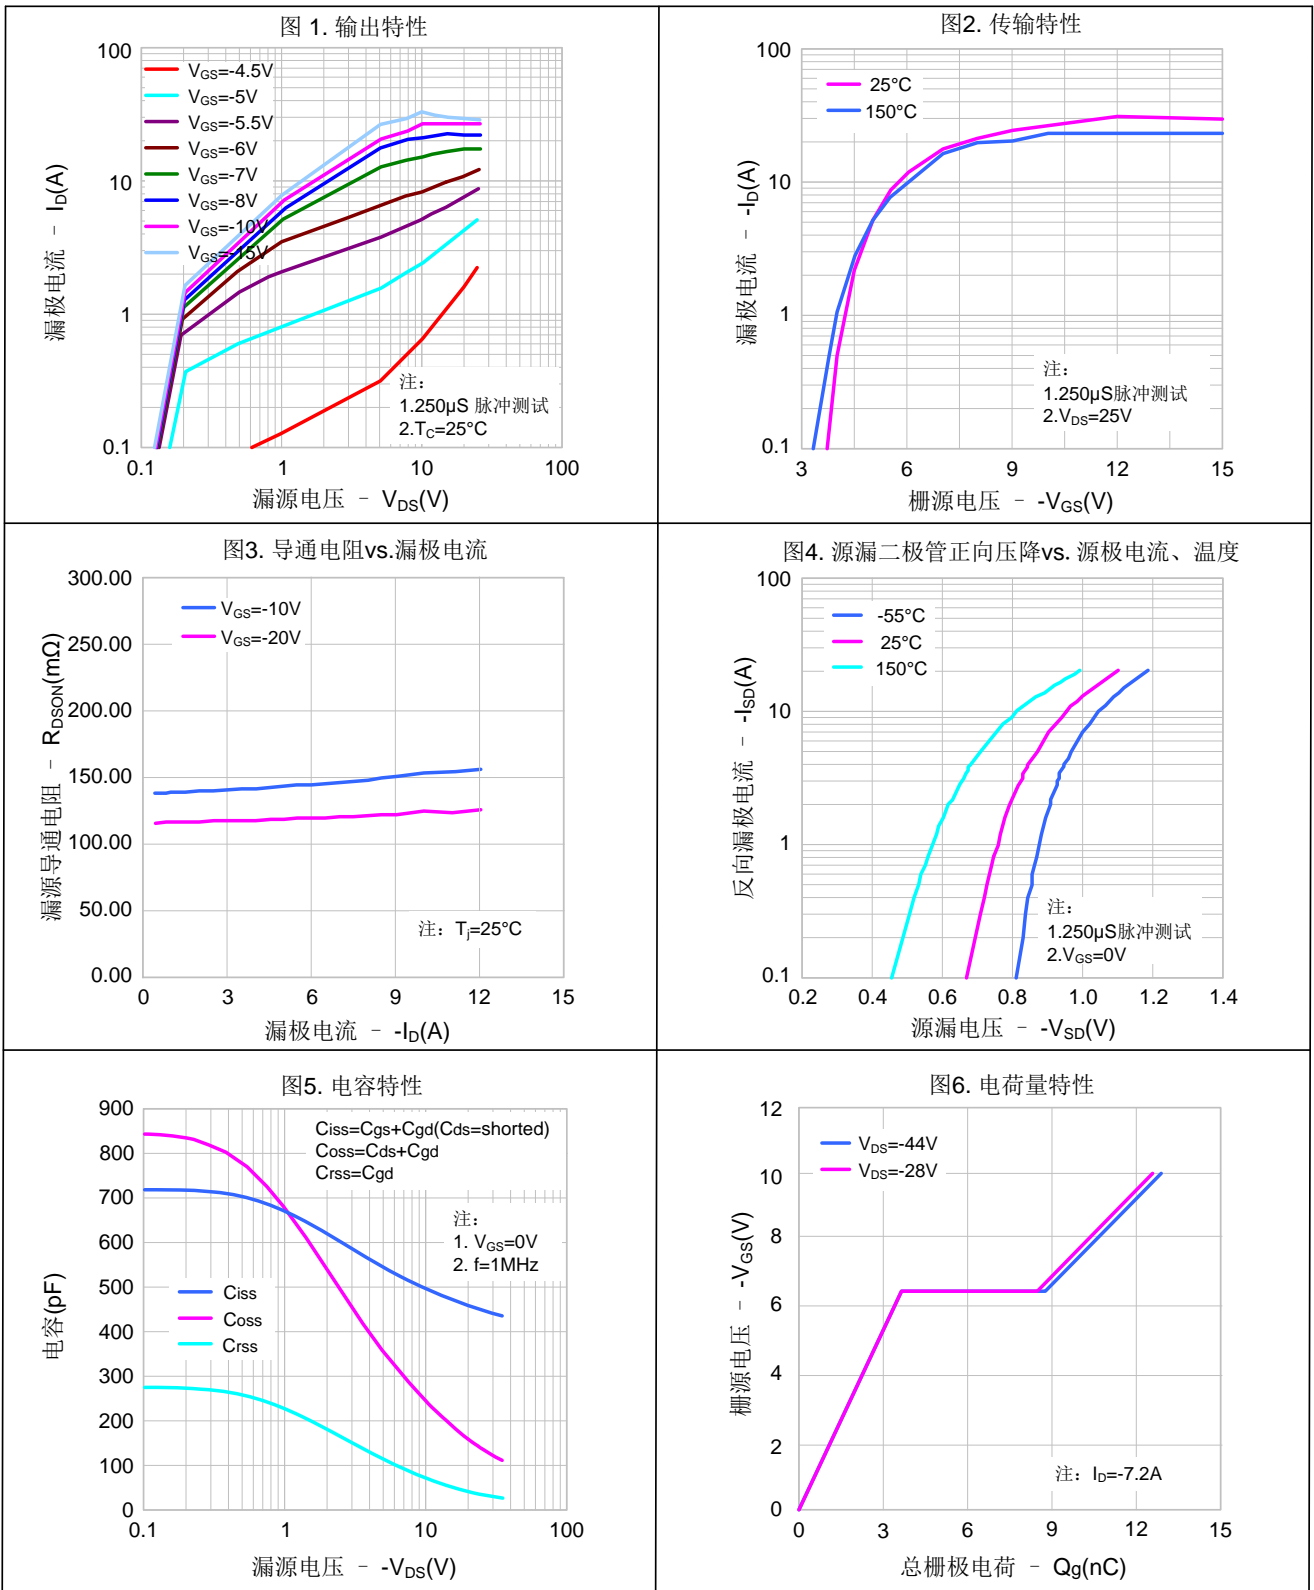 图 1. 输出特性
100
10
1
0.1
漏极电流 – ID(A)
VGS=-4.5V
VGS=-5V
VGS=-5.5V
VGS=-6V
VGS=-7V
VGS=-8V
VGS=-10V
VGS=-15V
注:
1.250µS 脉冲测试
2.TC=25°C
0.1 1 10 100
漏源电压 – VDS(V)
图2. 传输特性
100
10
1
0.1
漏极电流 – -ID(A)
25°C
150°C
注:
1.250µS脉冲测试
2.VDS=25V
3 6 9 12 15
栅源电压 – -VGS(V)
图3. 导通电阻vs.漏极电流
300.00
250.00
200.00
150.00
100.00
50.00
0.00
漏源导通电阻 – RDSON(mΩ)
VGS=-10V
VGS=-20V
注: Tj=25°C
0 3 6 9 12 15
漏极电流 – -ID(A)
图4. 源漏二极管正向压降vs. 源极电流、温度
100
10
1
0.1
反向漏极电流 – -ISD(A)
-55°C
25°C
150°C
注:
1.250µS脉冲测试
2.VGS=0V
0.2 0.4 0.6 0.8 1.0 1.2 1.4
源漏电压 – -VSD(V)
图5. 电容特性
900
800
700
600
500
400
300
200
100
0
电容(pF)
Ciss=Cgs+Cgd(Cds=shorted)
Coss=Cds+Cgd
Crss=Cgd
注:
1. VGS=0V
2. f=1MHz
Ciss
Coss
Crss
0.1 1 10 100
漏源电压 – -VDS(V)
图6. 电荷量特性
12
10
8
6
4
2
0
栅源电压 – -VGS(V)
VDS=-44V
VDS=-28V
注: ID=-7.2A
0 3 6 9 12 15
总栅极电荷 – Qg(nC)